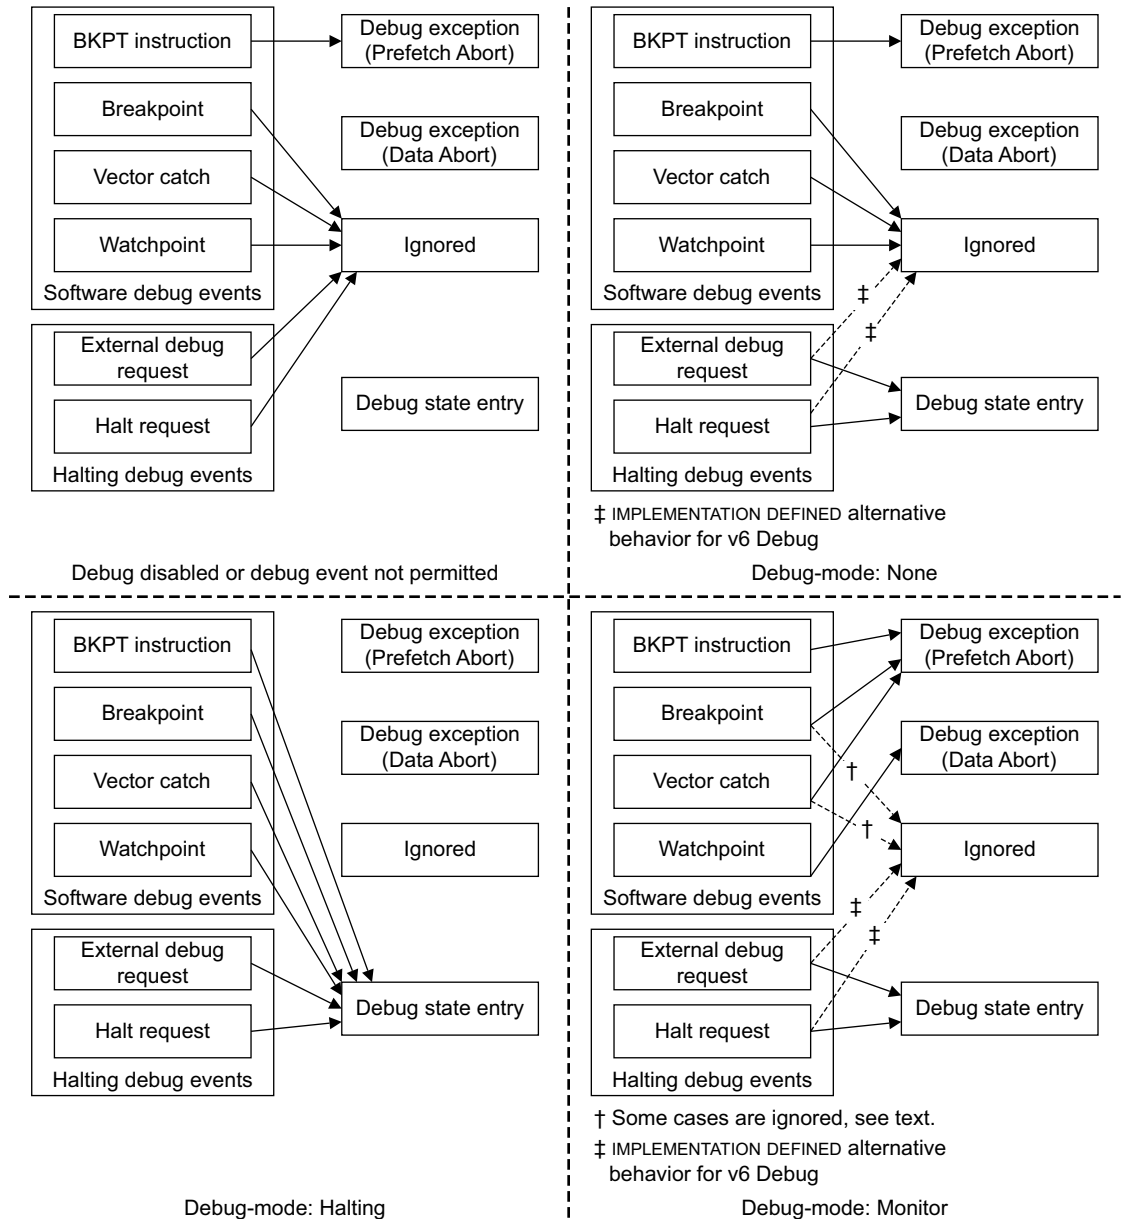 BKPT instruction
Debug exception
(Prefetch Abort)
Breakpoint
Debug exception
(Data Abort)
Vector catch
Watchpoint
Ignored
Software debug events
External debug
request
Debug state entry
Halt request
Halting debug events
Debug disabled or debug event not permitted
BKPT instruction
Debug exception
(Prefetch Abort)
Breakpoint
Debug exception
(Data Abort)
Vector catch
Watchpoint
Ignored
Software debug events
‡
‡
External debug
request
Debug state entry
Halt request
Halting debug events
‡ IMPLEMENTATION DEFINED alternative
behavior for v6 Debug
Debug-mode: None
BKPT instruction
Debug exception
(Prefetch Abort)
Breakpoint
Debug exception
(Data Abort)
Vector catch
Watchpoint
Ignored
Software debug events
External debug
request
Debug state entry
Halt request
Halting debug events
Debug-mode: Halting
BKPT instruction
Debug exception
(Prefetch Abort)
Breakpoint
Debug exception
(Data Abort)
†
Vector catch
†
Watchpoint
Ignored
Software debug events
‡
‡
External debug
request
Debug state entry
Halt request
Halting debug events
† Some cases are ignored, see text.
‡ IMPLEMENTATION DEFINED alternative
behavior for v6 Debug
Debug-mode: Monitor